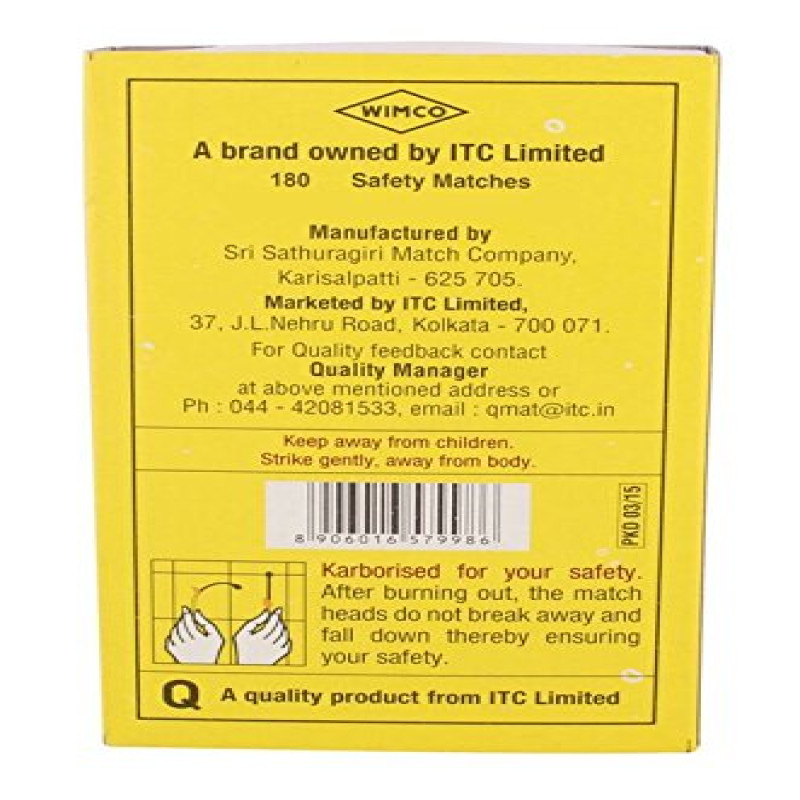 WIMCO
A brand owned by ITC Limited
180 Safety Matches
Manufactured by
Sri Sathuragiri Match Company,
Karisalpatti - 625 705.
Marketed by ITC Limited,
37, J.L.Nehru Road, Kolkata - 700 071.
For Quality feedback contact
Quality Manager
at above mentioned address or
Ph : 044 - 42081533, email : qmat@itc.in
Keep away from children.
Strike gently, away from body.
8 906016 579986
PKD 03/15
Karborised for your safety.
After burning out, the match
heads do not break away and
fall down thereby ensuring
your safety.
Q A quality product from ITC Limited